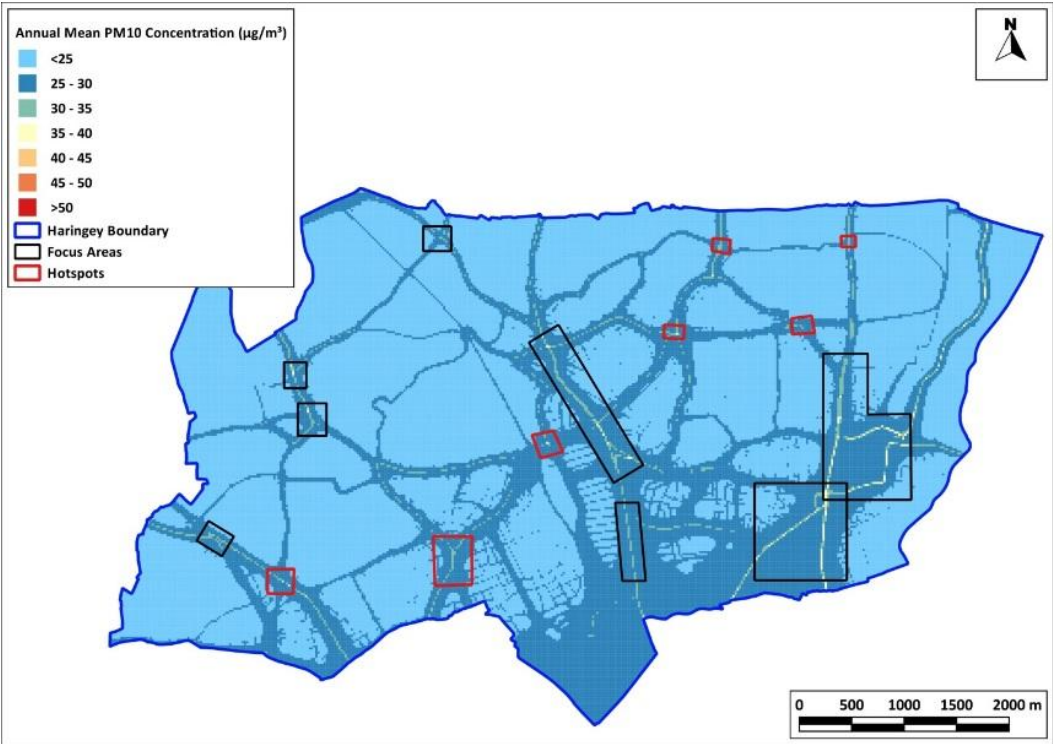 Annual Mean PM10 Concentration (µg/m³)
<25
25 - 30
30 - 35
35 - 40
40 - 45
45 - 50
>50
Haringey Boundary
Focus Areas
Hotspots
N
0 500 1000 1500 2000 m